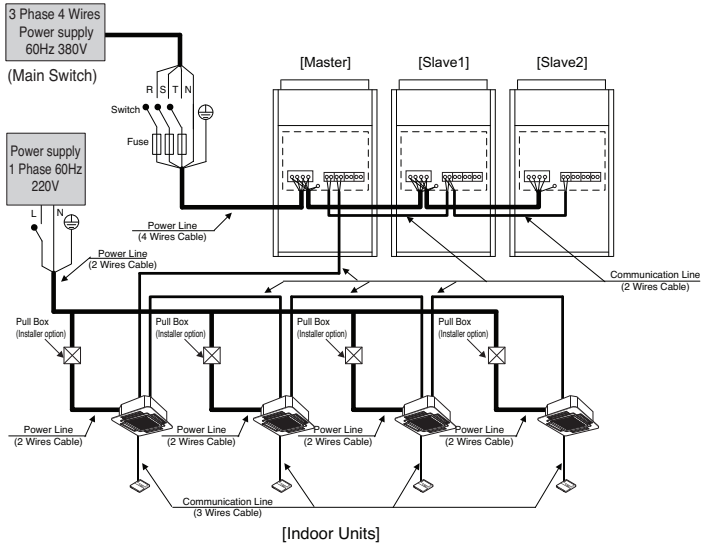 3 Phase 4 Wires
Power supply
60Hz 380V
(Main Switch)
R S T N
Switch
Fuse
[Master]
[Slave1]
[Slave2]
Power supply
1 Phase 60Hz
220V
L N
Power Line
(4 Wires Cable)
Power Line
(2 Wires Cable)
Communication Line
(2 Wires Cable)
Pull Box
(Installer option)
Pull Box
(Installer option)
Pull Box
(Installer option)
Pull Box
(Installer option)
Power Line
(2 Wires Cable)
Power Line
(2 Wires Cable)
Power Line
(2 Wires Cable)
Power Line
(2 Wires Cable)
Communication Line
(3 Wires Cable)
[Indoor Units]